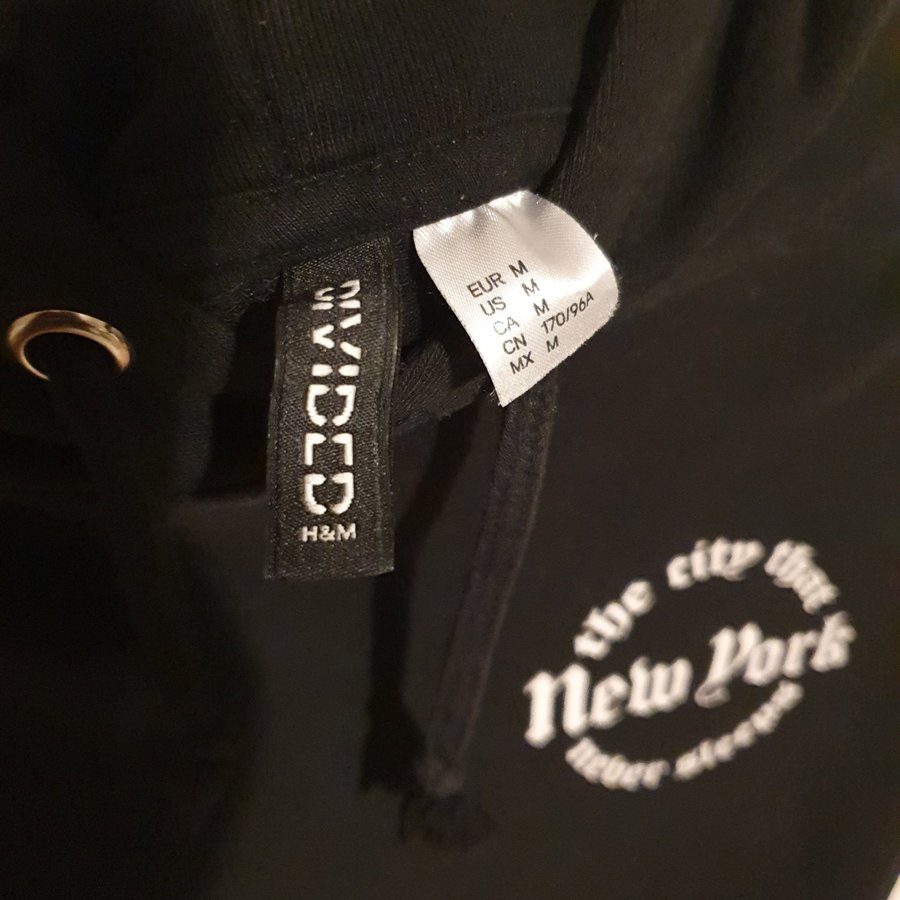 DIVIDED
H&M
EUR M
US M
CA M
CN 170/96A
MX M
the city that
New York
never sleeps